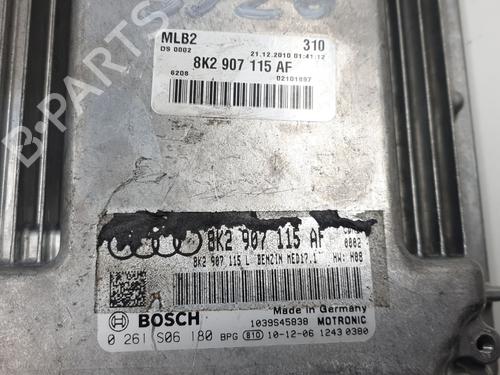 MLB2 310
DS 0002 21.12.2010 01:41:12
8K2 907 115 AF
6208 02101897
8K2 907 115 AF
0002
8K2 907 115 L BENZIN MED17.1 HW: H08
Made in Germany
BOSCH 1039S45838 MOTRONIC
0 261 S06 180 BPG 810 10-12-06 1243 0380
B-Parts